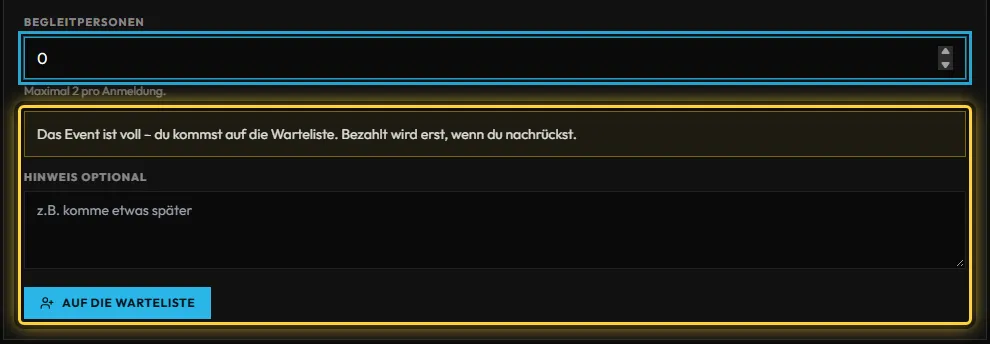 BEGLEITPERSONEN
0
Maximal 2 pro Anmeldung.
Das Event ist voll – du kommst auf die Warteliste. Bezahlt wird erst, wenn du nachrückst.
HINWEIS OPTIONAL
z.B. komme etwas später
AUF DIE WARTELISTE